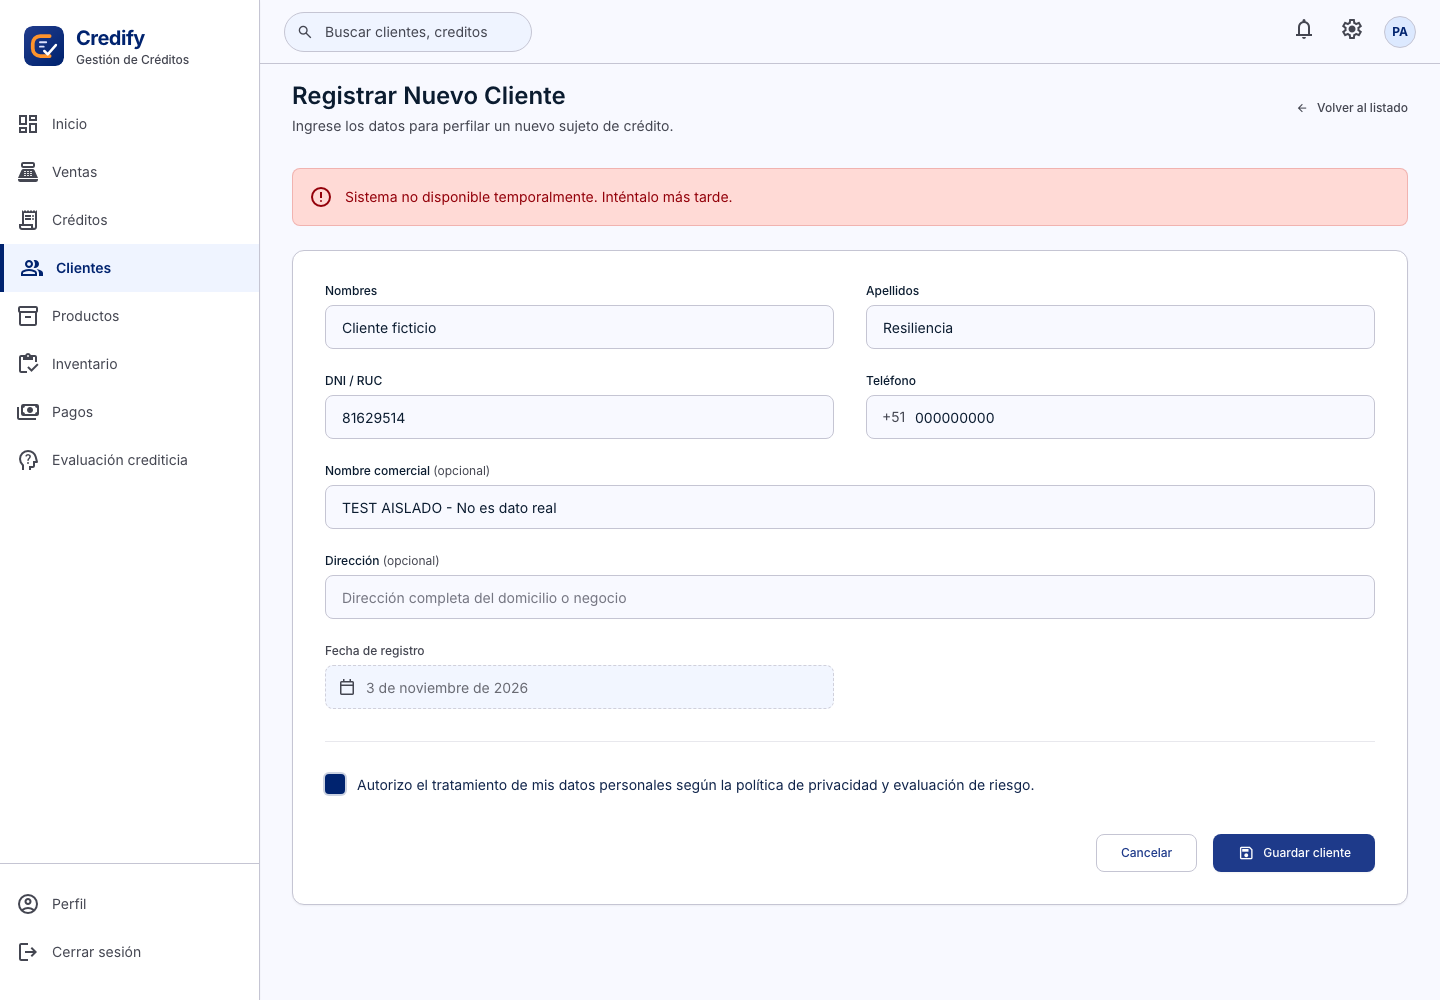 Credify
Gestión de Créditos
Inicio
Ventas
Créditos
Clientes
Productos
Inventario
Pagos
Evaluación crediticia
Perfil
Cerrar sesión
Buscar clientes, creditos
PA
Registrar Nuevo Cliente
Ingrese los datos para perfilar un nuevo sujeto de crédito.
Volver al listado
Sistema no disponible temporalmente. Inténtalo más tarde.
Nombres
Cliente ficticio
Apellidos
Resiliencia
DNI / RUC
81629514
Teléfono
+51 000000000
Nombre comercial (opcional)
TEST AISLADO - No es dato real
Dirección (opcional)
Dirección completa del domicilio o negocio
Fecha de registro
3 de noviembre de 2026
Autorizo el tratamiento de mis datos personales según la política de privacidad y evaluación de riesgo.
Cancelar
Guardar cliente